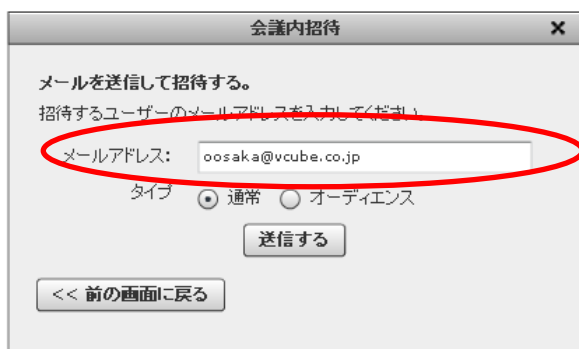 会議内招待 ×
メールを送信して招待する。
招待するユーザーのメールアドレスを入力してください。
メールアドレス: oosaka@vcube.co.jp
タイプ 通常 オーディエンス
送信する
<< 前の画面に戻る